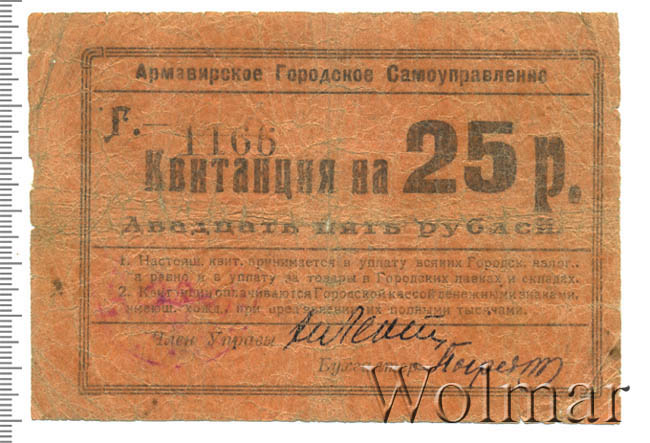 Армавирское Городское Самоуправление
Г.— 1166
Квитанция на 25 р.
Двадцать пять рублей.
1. Настоящ. квит. принимается в уплату всяких Городск. налог.,
а равно и в уплату за товары в Городских лавках и складах.
2. Квитанции оплачиваются Городской кассой денежными знаками,
имеющ. хожд., при предъявлении их полными тысячами.
Член Управы
Бухгалтер
Wolmar